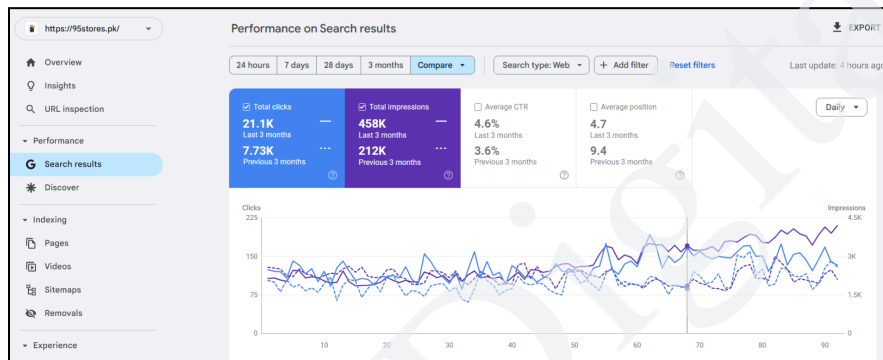 https://95stores.pk/
Performance on Search results
EXPORT
24 hours 7 days 28 days 3 months Compare Search type: Web + Add filter Reset filters Last update: 4 hours ago
Overview
Insights
URL inspection
Performance
Search results
Discover
Indexing
Pages
Videos
Sitemaps
Removals
Experience
Total clicks
21.1K
Last 3 months
7.73K
Previous 3 months
Total impressions
458K
Last 3 months
212K
Previous 3 months
Average CTR
4.6%
Last 3 months
3.6%
Previous 3 months
Average position
4.7
Last 3 months
9.4
Previous 3 months
Daily
Clicks Impressions
225 4.5K
150 3K
75 1.5K
0 0
10 20 30 40 50 60 70 80 90